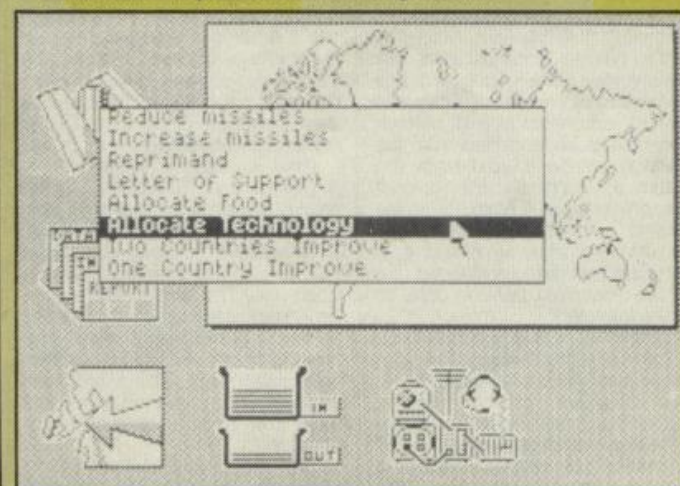 Reduce missiles
Increase missiles
Reprimand
Letter of Support
Allocate Food
Allocate Technology
Two Countries Improve
One Country Improve
REPORT
IN
OUT